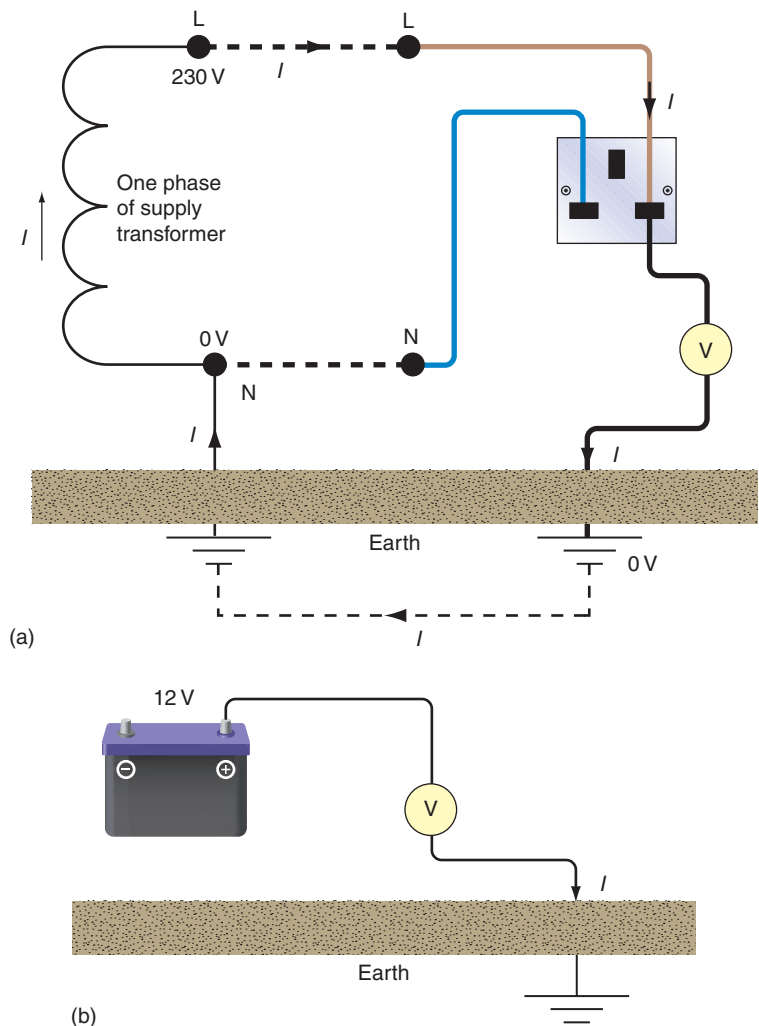 L
L
230 V
I
I
One phase
of supply
transformer
I
0 V
N
N
V
I
I
Earth
0 V
I
(a)
12 V
−
+
V
I
Earth
(b)